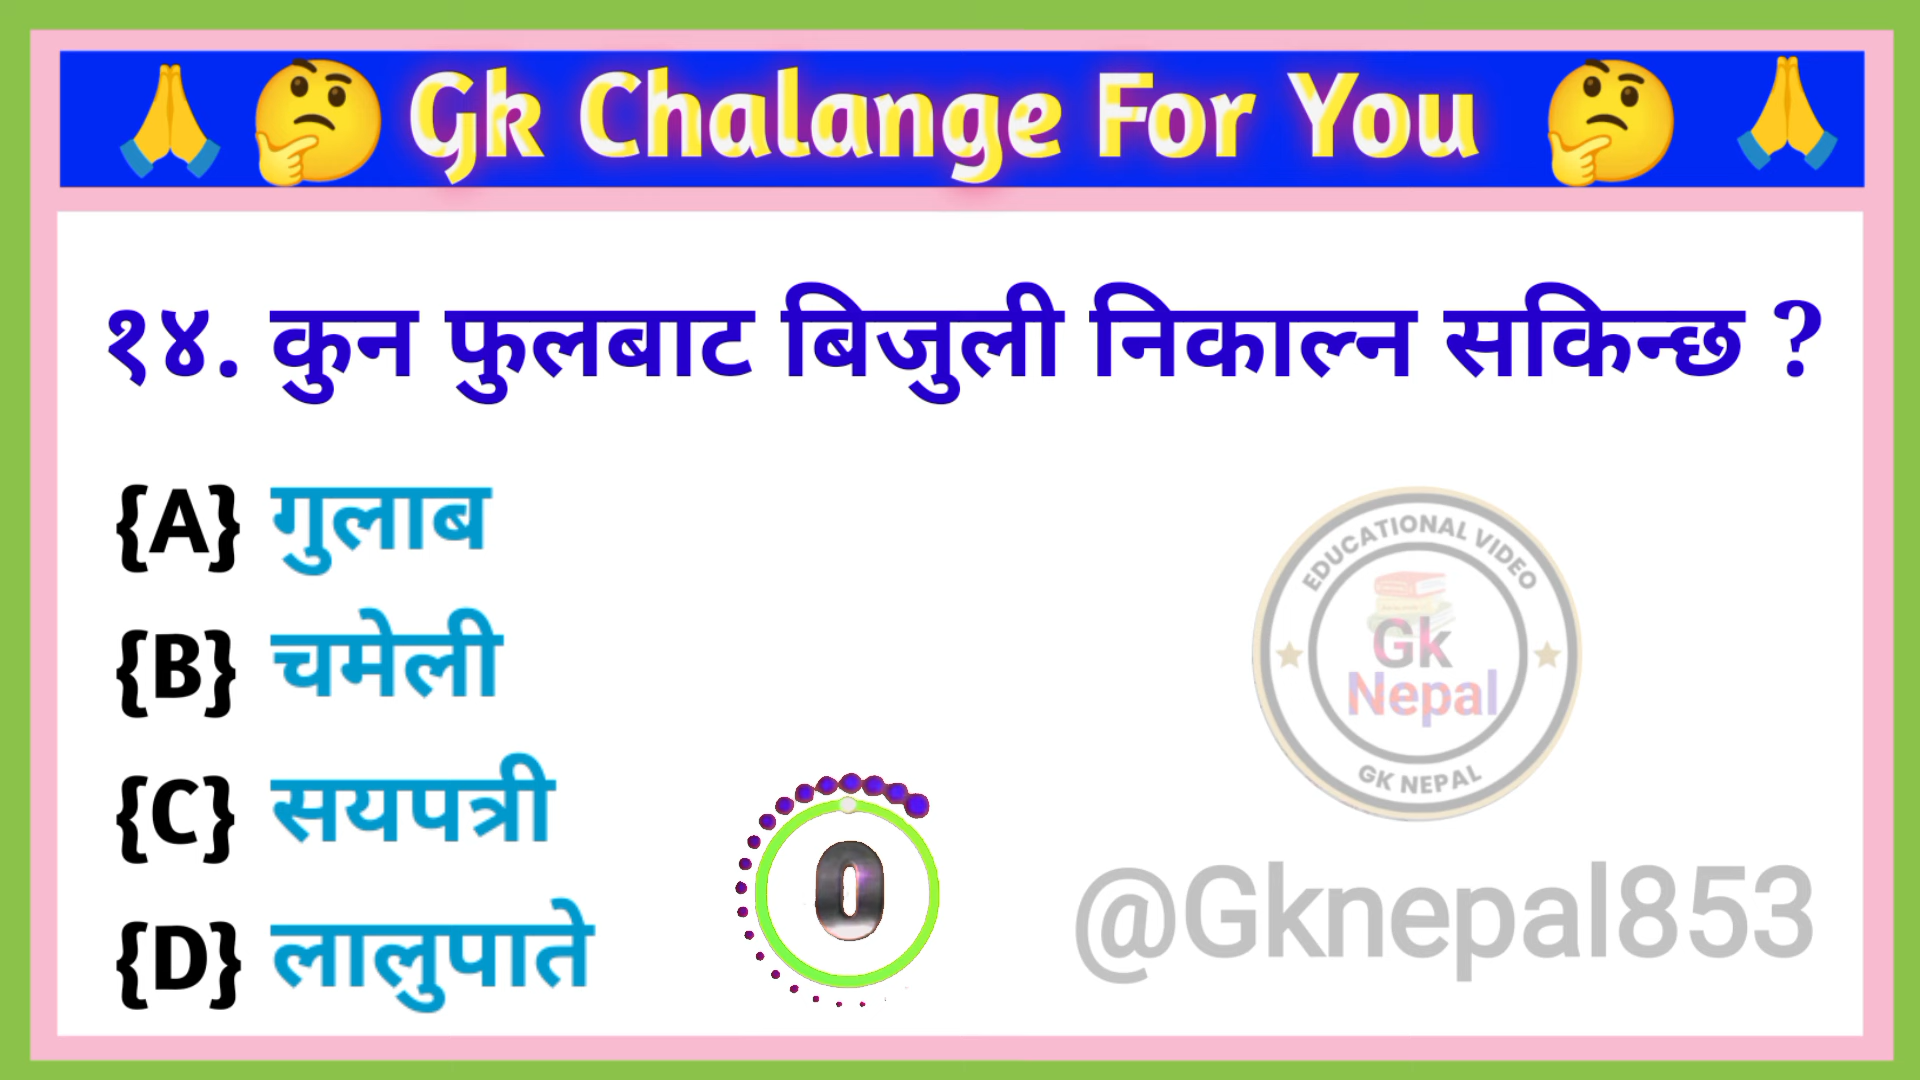 🙏 🤔 Gk Chalange For You 🤔 🙏
१४. कुन फुलबाट बिजुली निकाल्न सकिन्छ ?
{A} गुलाब
{B} चमेली
{C} सयपत्री
{D} लालुपाते
0
EDUCATIONAL VIDEO
Gk
Nepal
GK NEPAL
@Gknepal853